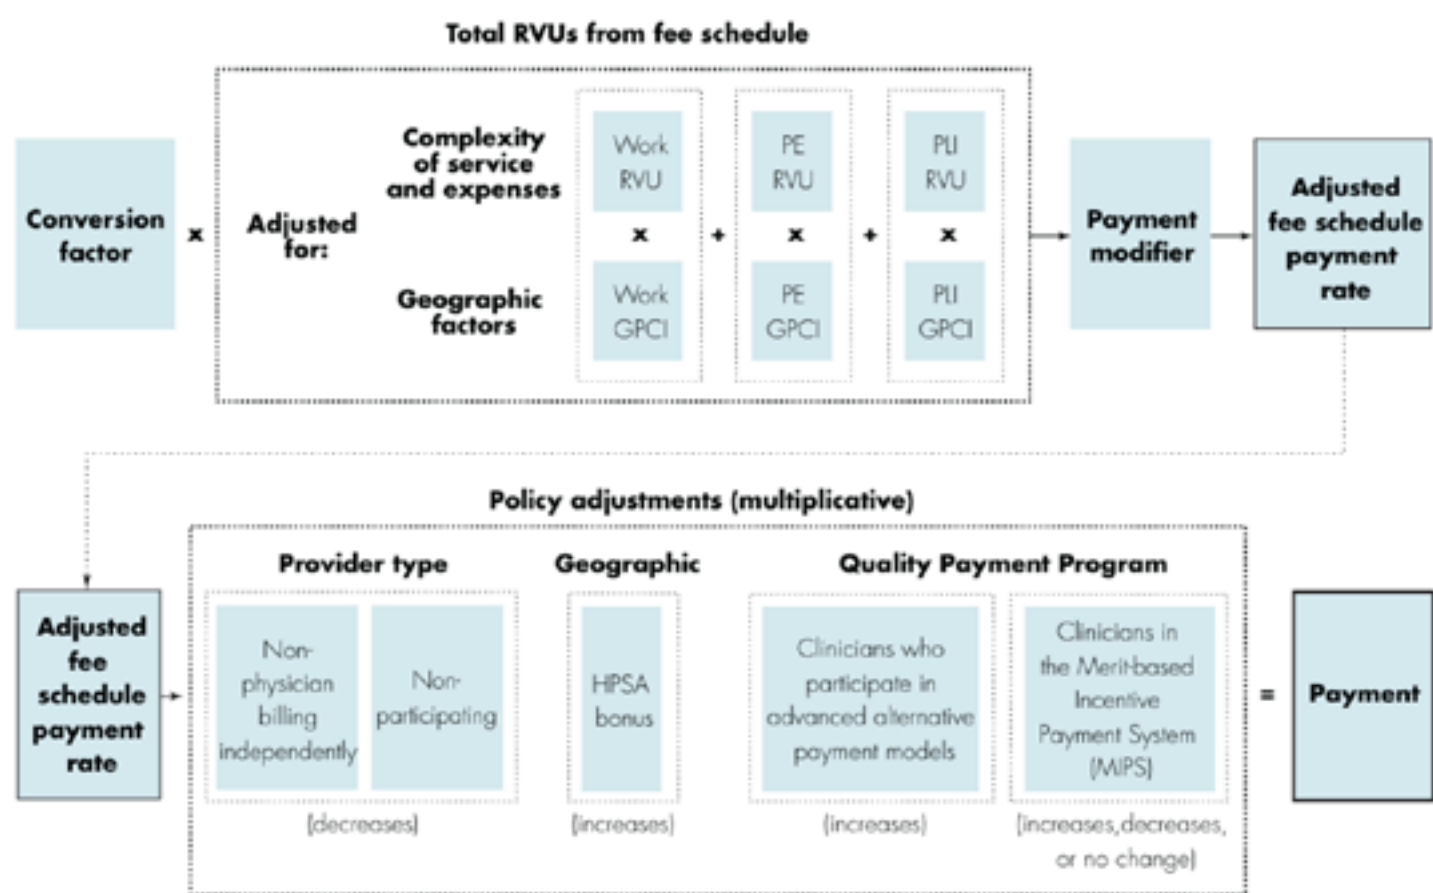 Total RVUs from fee schedule
Conversion
factor
x
Adjusted
for:
Complexity
of service
and expenses
Geographic
factors
Work
RVU
x
Work
GPCI
+
PE
RVU
x
PE
GPCI
+
PLI
RVU
x
PLI
GPCI
Payment
modifier
Adjusted
fee schedule
payment
rate
Policy adjustments (multiplicative)
Adjusted
fee
schedule
payment
rate
Provider type
Non-
physician
billing
independently
Non-
participating
(decreases)
Geographic
HPSA
bonus
(increases)
Quality Payment Program
Clinicians who
participate in
advanced alternative
payment models
(increases)
Clinicians in
the Merit-based
Incentive
Payment System
(MIPS)
(increases,decreases,
or no change)
=
Payment